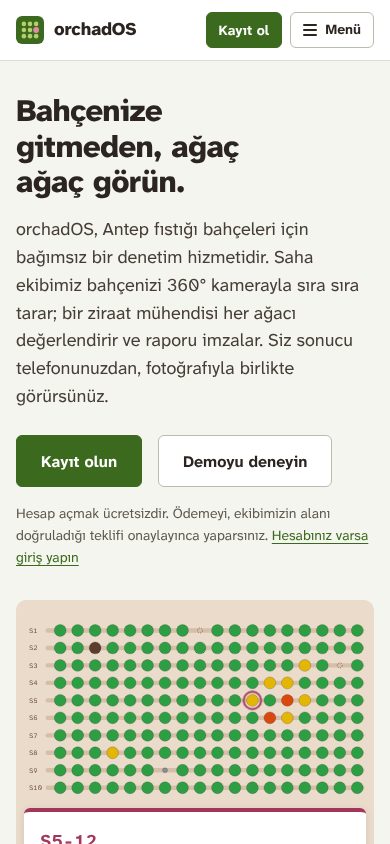 orchadOS
Kayıt ol
Menü
Bahçenize
gitmeden, ağaç
ağaç görün.
orchadOS, Antep fıstığı bahçeleri için
bağımsız bir denetim hizmetidir. Saha
ekibimiz bahçenizi 360° kamerayla sıra sıra
tarar; bir ziraat mühendisi her ağacı
değerlendirir ve raporu imzalar. Siz sonucu
telefonunuzdan, fotoğrafıyla birlikte
görürsünüz.
Kayıt olun
Demoyu deneyin
Hesap açmak ücretsizdir. Ödemeyi, ekibimizin alanı
doğruladığı teklifi onaylayınca yaparsınız. Hesabınız varsa
giriş yapın
S1
S2
S3
S4
S5
S6
S7
S8
S9
S10
S5-12